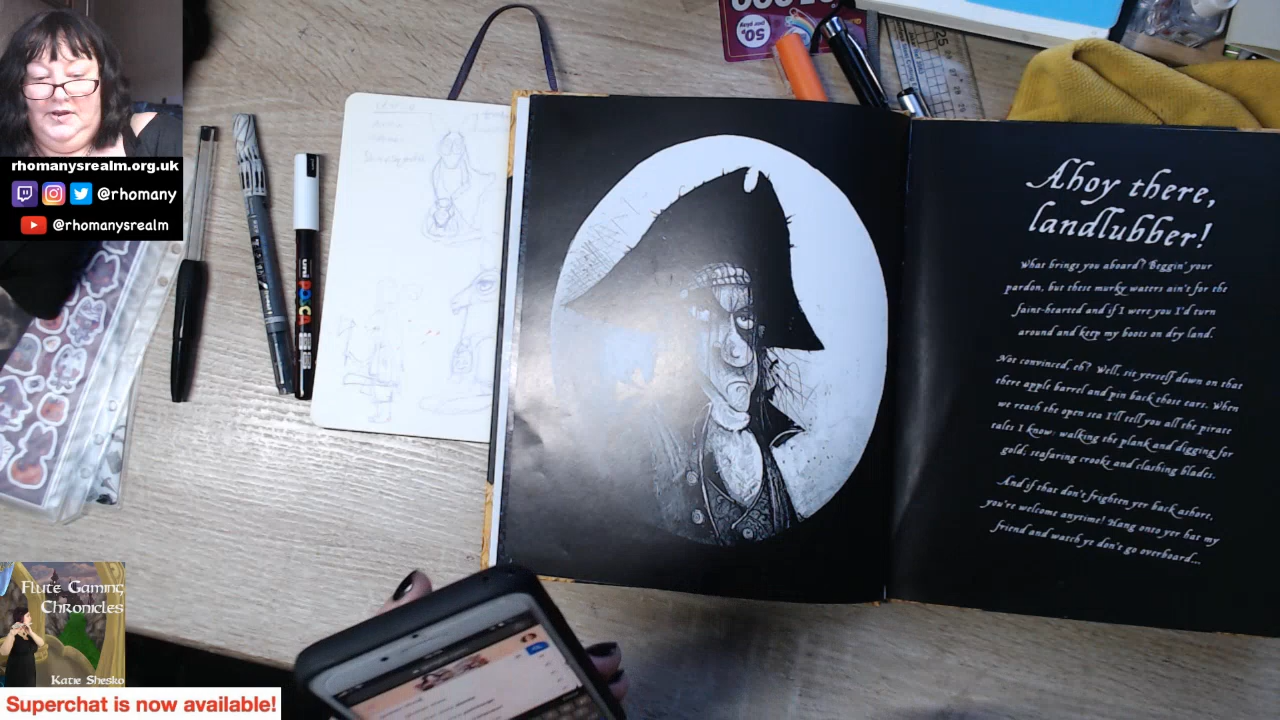 rhomanysrealm.org.uk
@rhomany
@rhomanysrealm
uni POSCA
25
50p
Ahoy there,
landlubber!
What brings you aboard? Beggin' your
pardon, but these murky waters ain't for the
faint-hearted and if I were you I'd turn
around and keep my boots on dry land.
Not convinced, eh? Well, sit yerself down on that
there apple barrel and pin back those ears. When
we reach the open sea I'll tell you all the pirate
tales I know: walking the plank and digging for
gold; seafaring crooks and clashing blades.
And if that don't frighten yer back ashore,
you're welcome anytime! Hang onto yer hat my
friend and watch ye don't go overboard...
Flute Gaming
Chronicles
Katie Shesko
Superchat is now available!